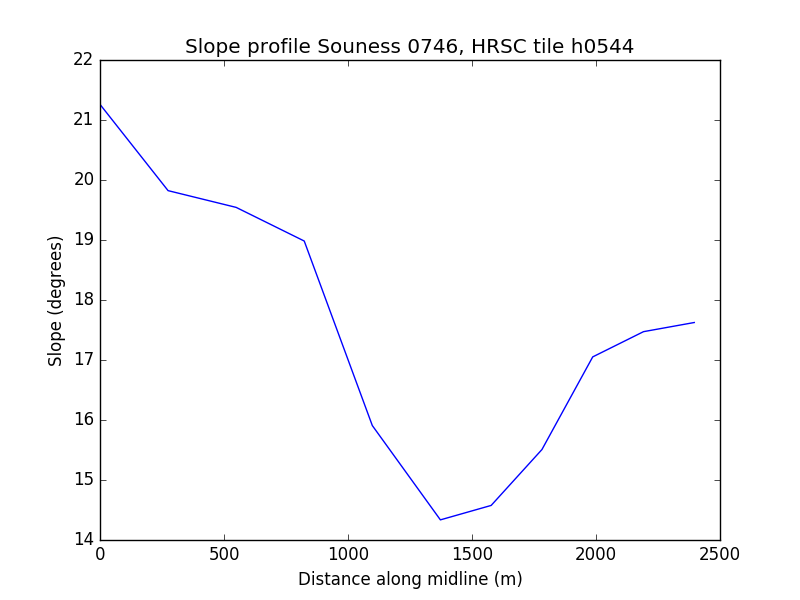 Slope profile Souness 0746, HRSC tile h0544
22
21
20
19
18
17
16
15
14
Slope (degrees)
0 500 1000 1500 2000 2500
Distance along midline (m)